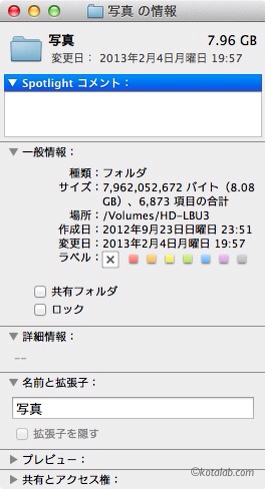 写真 の情報
写真 7.96 GB
変更日： 2013年2月4日月曜日 19:57
▼ Spotlight コメント：
▼ 一般情報：
種類：フォルダ
サイズ：7,962,052,672 バイト（8.08
GB）、6,873 項目の合計
場所：/Volumes/HD-LBU3
作成日：2012年9月23日日曜日 23:51
変更日：2013年2月4日月曜日 19:57
ラベル：
共有フォルダ
ロック
▼ 詳細情報：
--
▼ 名前と拡張子：
写真
拡張子を隠す
▶ プレビュー：
▶ 共有とアクセス権：
©kotalab.com